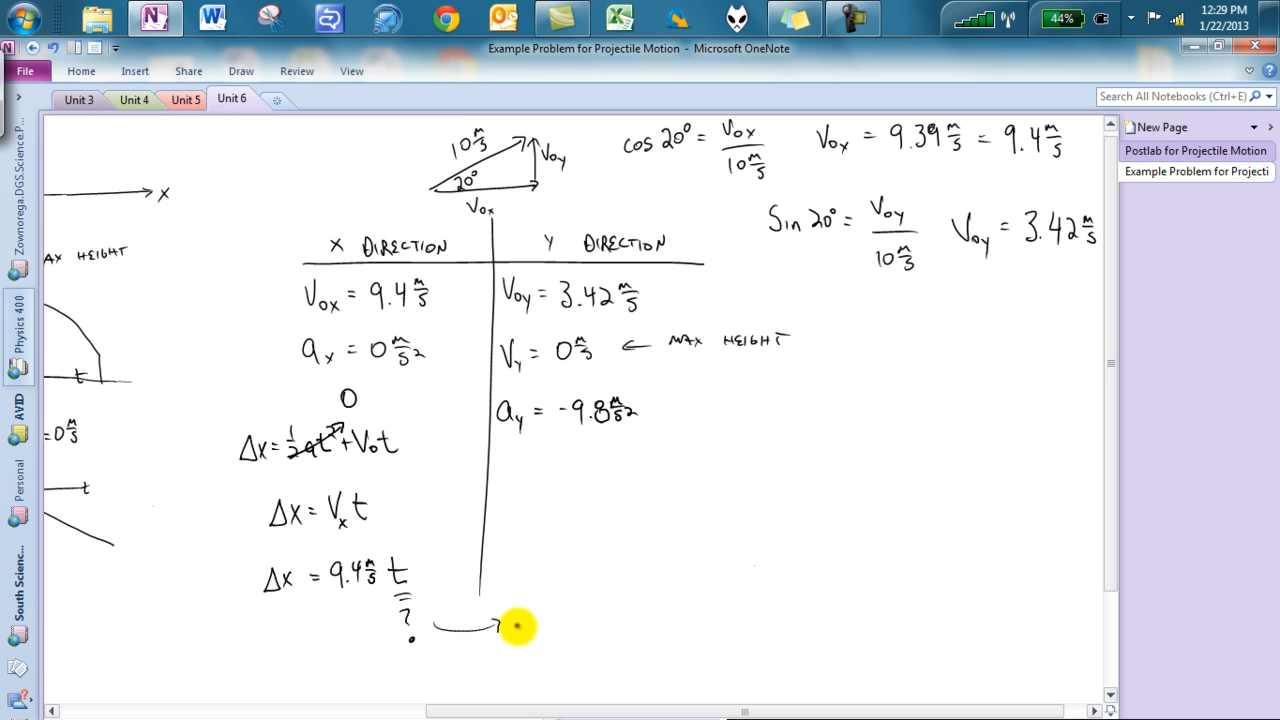 12:29 PM
44%
1/22/2013
Example Problem for Projectile Motion - Microsoft OneNote
File Home Insert Share Draw Review View
Unit 3 Unit 4 Unit 5 Unit 6
Search All Notebooks (Ctrl+E)
New Page
Postlab for Projectile Motion
Example Problem for Projecti
Zownorega.DGSScience.P...
Physics 400
AVID
Personal
South Scienc...
X
AX HEIGHT
t
=0 m/s
t
10 m/s
20°
Voy
Vox
cos 20° = Vox / 10 m/s
Vox = 9.39 m/s = 9.4 m/s
Sin 20° = Voy / 10 m/s
Voy = 3.42 m/s
X DIRECTION Y DIRECTION
Vox = 9.4 m/s Voy = 3.42 m/s
ax = 0 m/s² Vy = 0 m/s ← MAX HEIGHT
0
ay = -9.8 m/s²
Δx = ½at² + Vot
Δx = Vx t
Δx = 9.4 m/s t
?